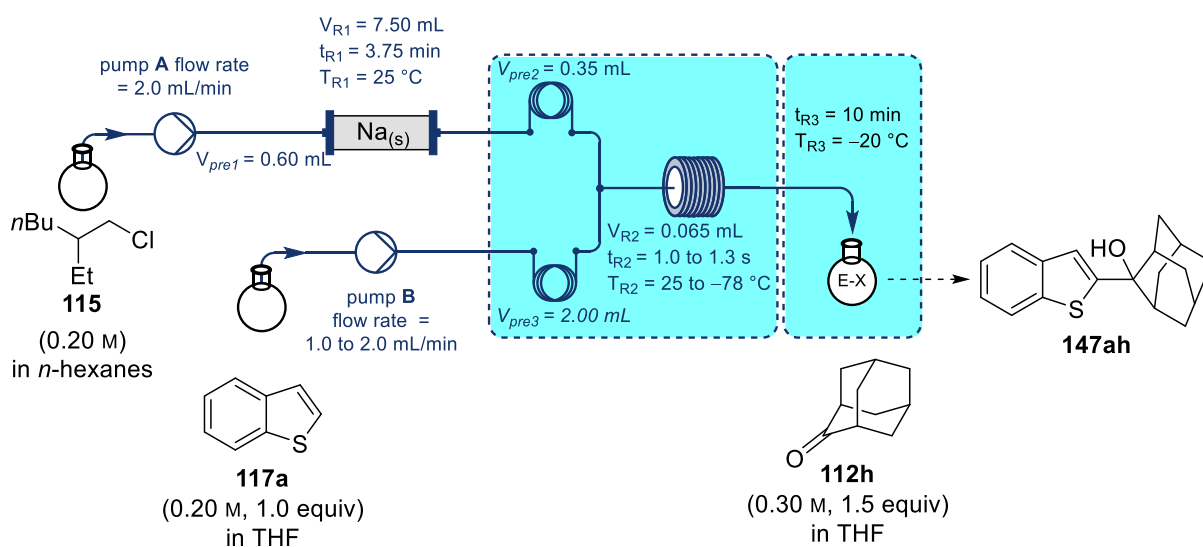 V_R1 = 7.50 mL
t_R1 = 3.75 min
T_R1 = 25 °C
pump A flow rate
= 2.0 mL/min
V_pre1 = 0.60 mL
Na(s)
V_pre2 = 0.35 mL
t_R3 = 10 min
T_R3 = −20 °C
nBu
Cl
Et
115
(0.20 M)
in n-hexanes
pump B
flow rate =
1.0 to 2.0 mL/min
V_pre3 = 2.00 mL
V_R2 = 0.065 mL
t_R2 = 1.0 to 1.3 s
T_R2 = 25 to −78 °C
E-X
HO
S
147ah
S
117a
(0.20 M, 1.0 equiv)
in THF
O
112h
(0.30 M, 1.5 equiv)
in THF